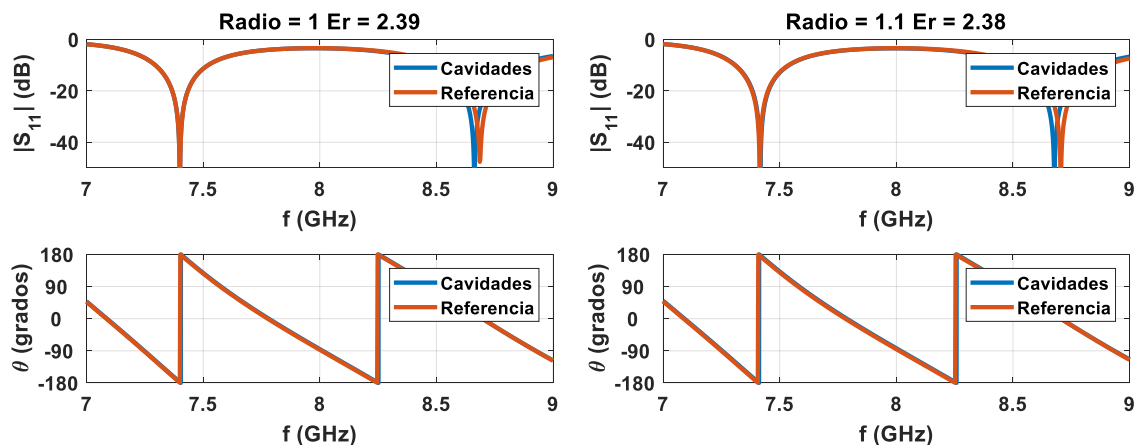 Radio = 1 Er = 2.39
|S11| (dB)
0
-20
-40
Cavidades
Referencia
7
7.5
8
8.5
9
f (GHz)
Radio = 1.1 Er = 2.38
|S11| (dB)
0
-20
-40
Cavidades
Referencia
7
7.5
8
8.5
9
f (GHz)
θ (grados)
180
90
0
-90
-180
Cavidades
Referencia
7
7.5
8
8.5
9
f (GHz)
θ (grados)
180
90
0
-90
-180
Cavidades
Referencia
7
7.5
8
8.5
9
f (GHz)